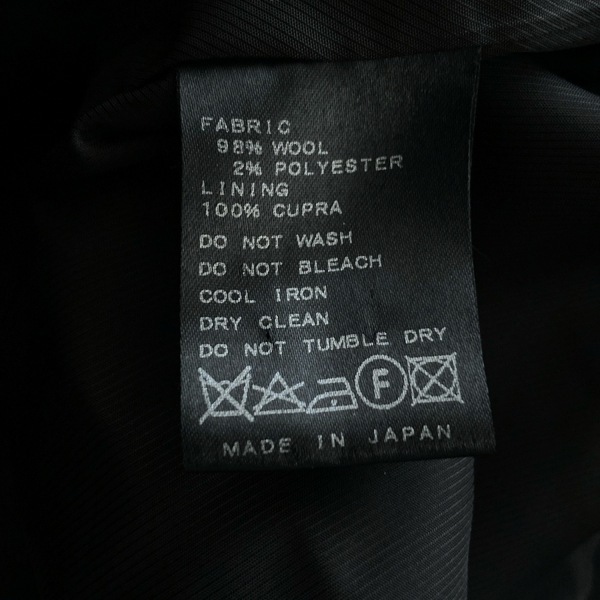 FABRIC
98% WOOL
2% POLYESTER
LINING
100% CUPRA
DO NOT WASH
DO NOT BLEACH
COOL IRON
DRY CLEAN
DO NOT TUMBLE DRY
F
MADE IN JAPAN